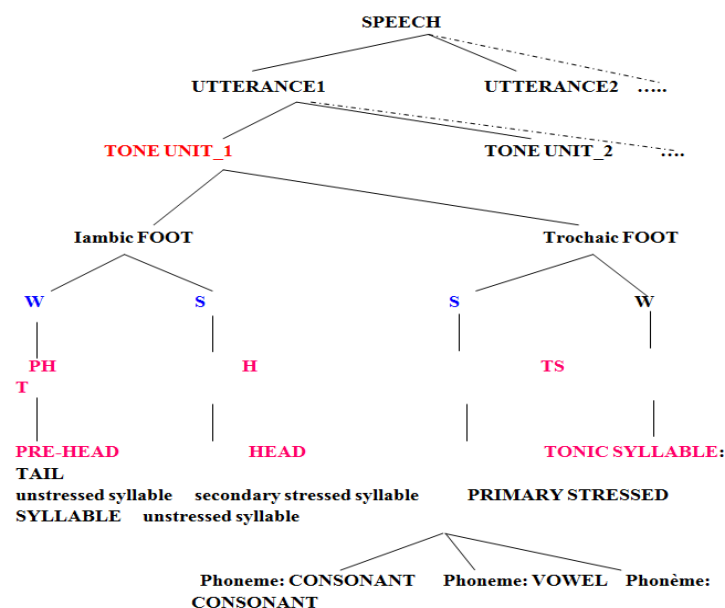 SPEECH
UTTERANCE1 UTTERANCE2 …..
TONE UNIT_1 TONE UNIT_2 ….
Iambic FOOT Trochaic FOOT
W S S W
PH H TS
T
PRE-HEAD HEAD TONIC SYLLABLE:
TAIL
unstressed syllable secondary stressed syllable PRIMARY STRESSED
SYLLABLE unstressed syllable
Phoneme: CONSONANT Phoneme: VOWEL Phonème:
CONSONANT